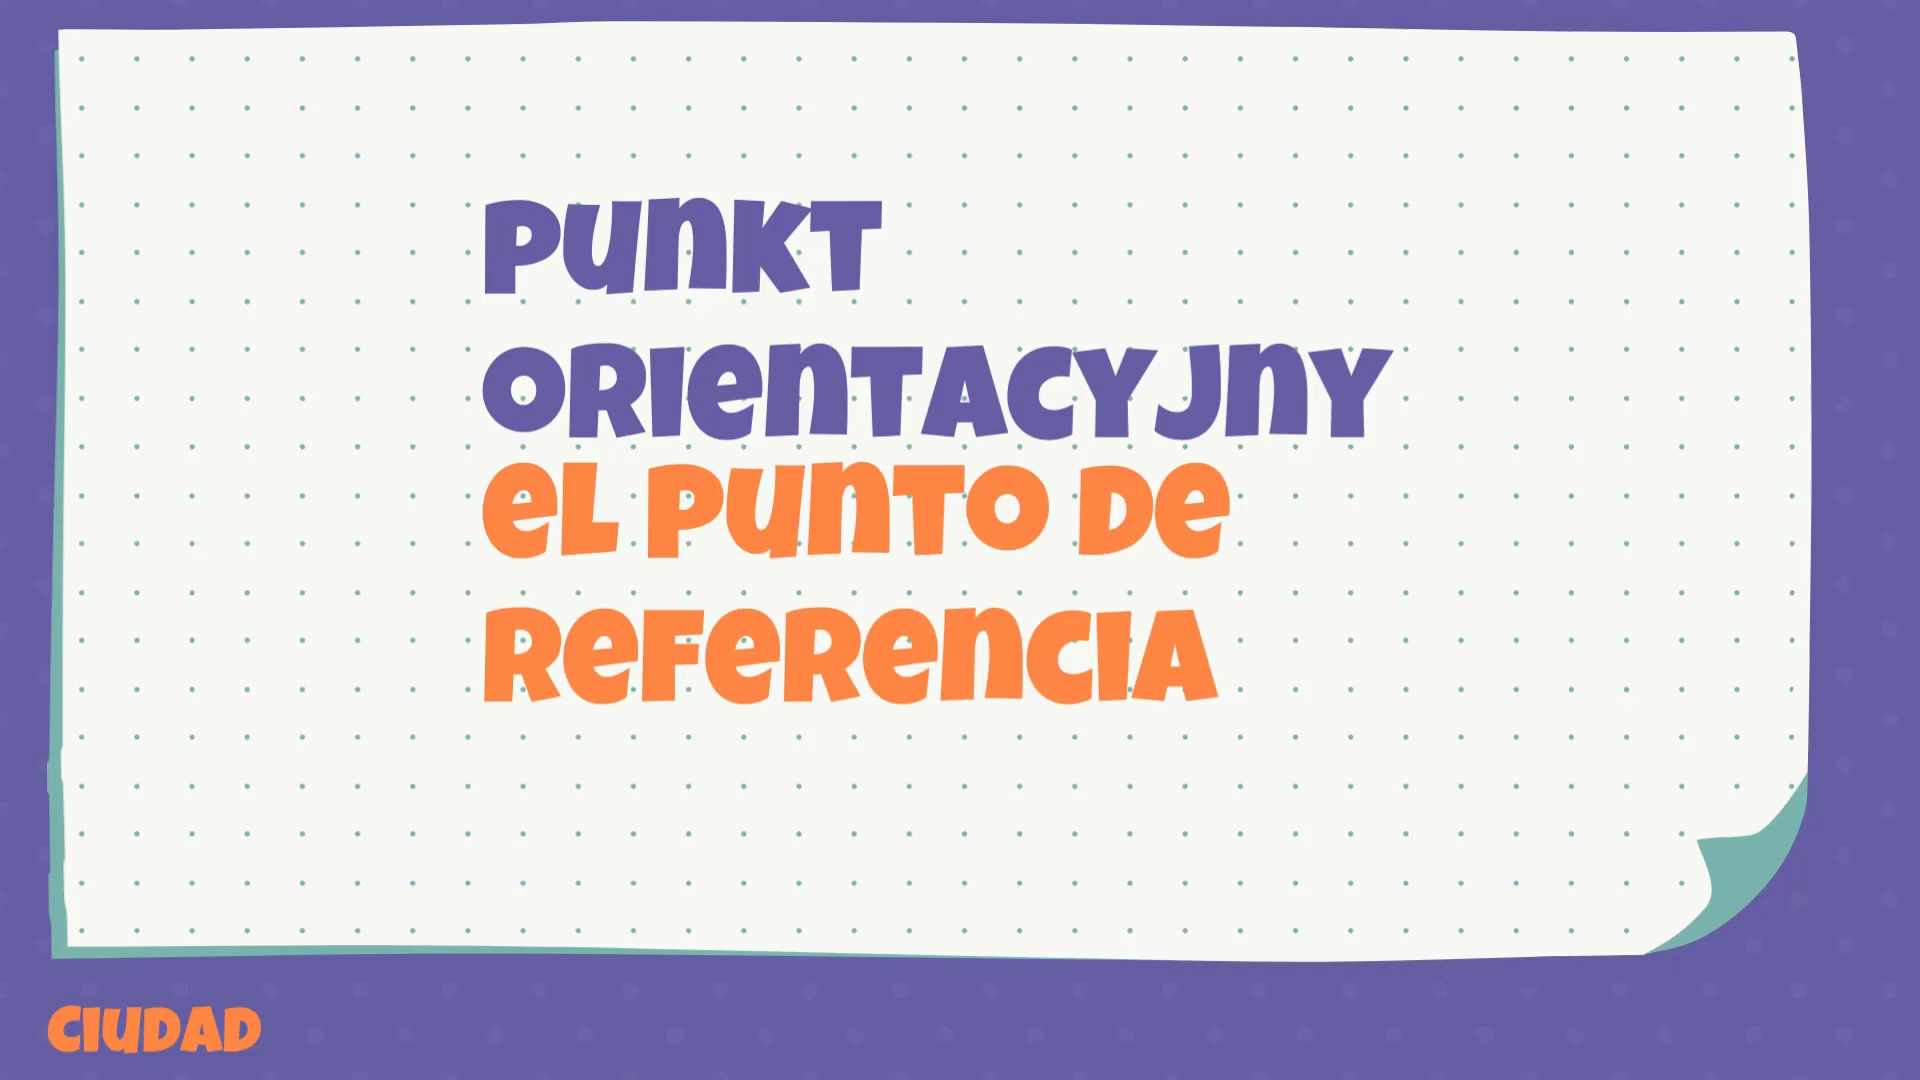 punkt
orientacyjny
el punto de
referencia
CIUDAD